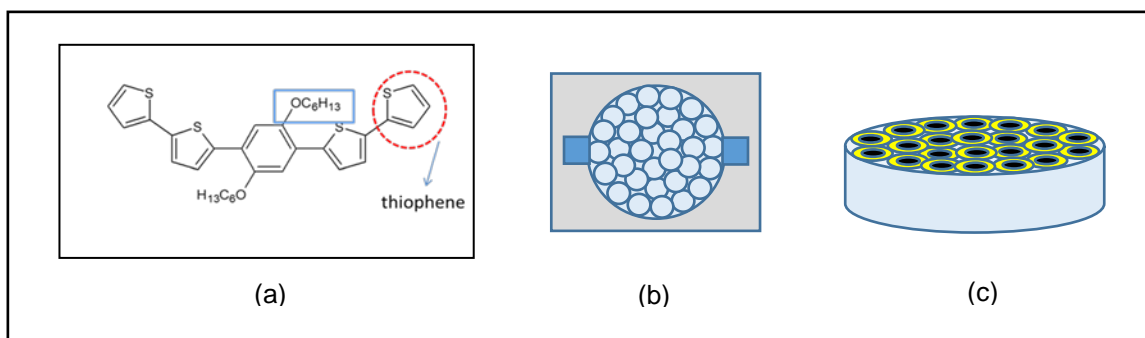 S
S
OC₆H₁₃
S
S
H₁₃C₆O
thiophene
(a)
(b)
(c)